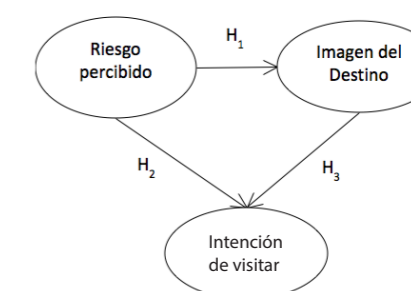 Riesgo
percibido
H1
Imagen del
Destino
H2
H3
Intención
de visitar